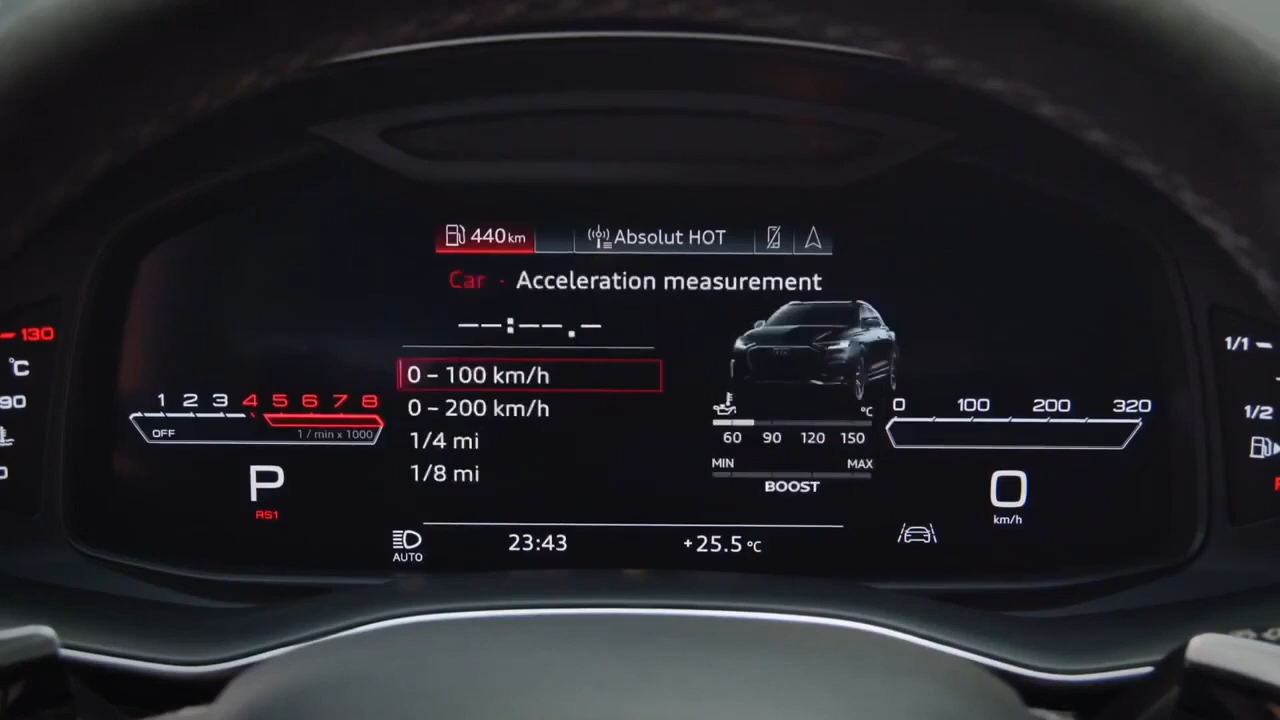 440 km
Absolut HOT
Car - Acceleration measurement
--:--.-
0 – 100 km/h
0 – 200 km/h
1/4 mi
1/8 mi
130
°C
90
1 2 3 4 5 6 7 8
OFF
1 / min x 1000
P
RS1
°C
60 90 120 150
MIN MAX
BOOST
0 100 200 320
0
km/h
1/1
1/2
AUTO
23:43
+25.5 °C